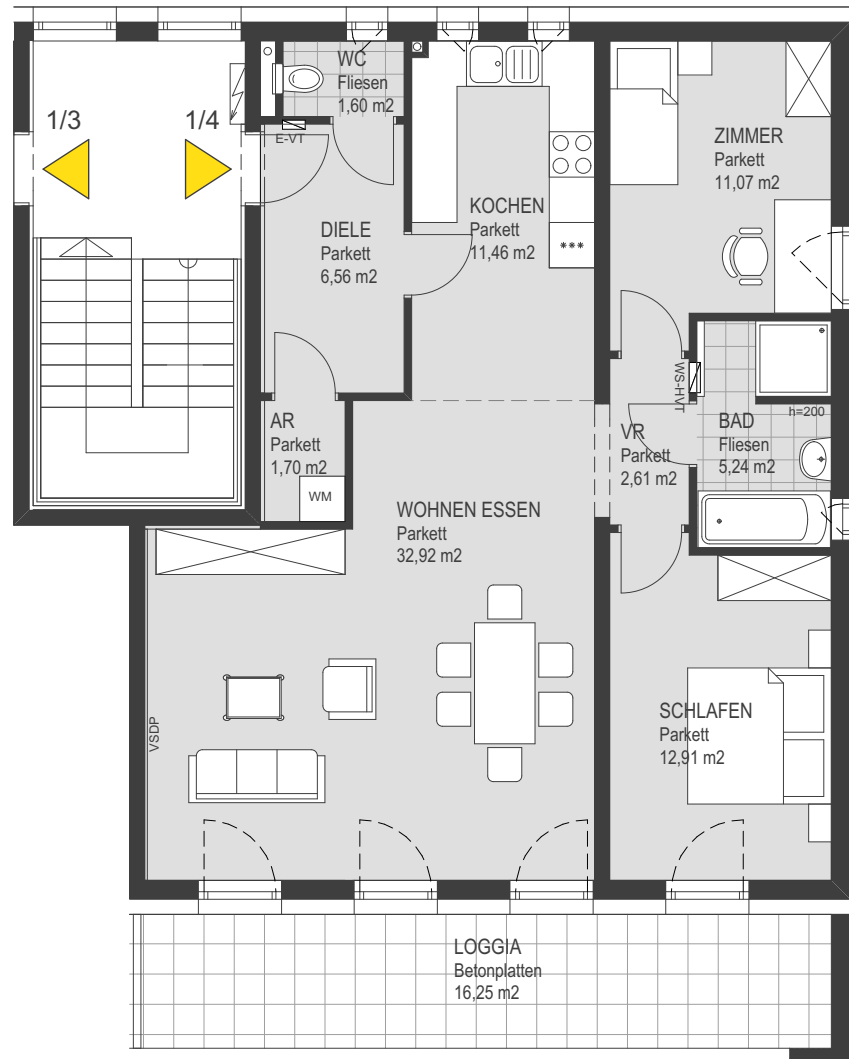 WC
Fliesen
1,60 m2
1/3
1/4
E-VT
ZIMMER
Parkett
11,07 m2
KOCHEN
Parkett
11,46 m2
DIELE
Parkett
6,56 m2
***
WS-HVT
h=200
AR
Parkett
1,70 m2
WM
VR
Parkett
2,61 m2
BAD
Fliesen
5,24 m2
WOHNEN ESSEN
Parkett
32,92 m2
VSDP
SCHLAFEN
Parkett
12,91 m2
LOGGIA
Betonplatten
16,25 m2